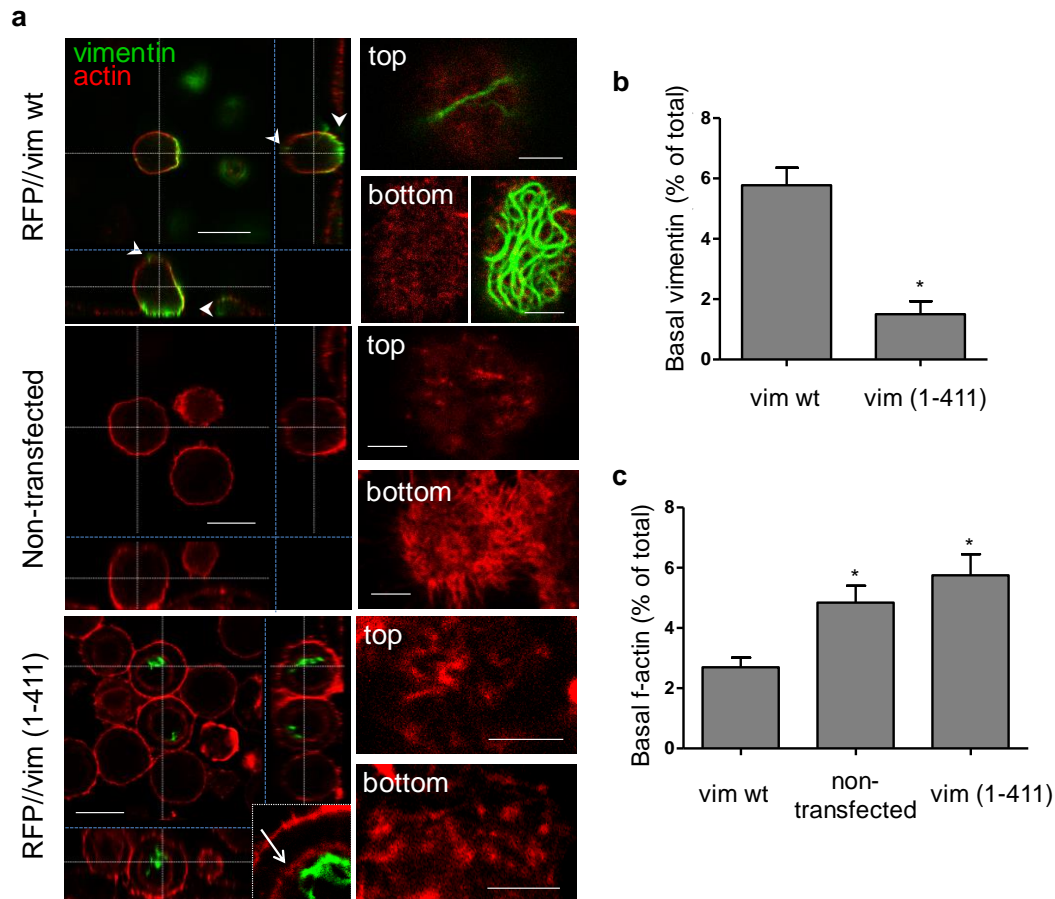 a
vimentin
actin
RFP//vim wt
top
bottom
Non-transfected
top
bottom
RFP//vim (1-411)
top
bottom
b
Basal vimentin (% of total)
8
6
4
2
0
*
vim wt
vim (1-411)
c
Basal f-actin (% of total)
8
6
4
2
0
*
*
vim wt
non-
transfected
vim (1-411)